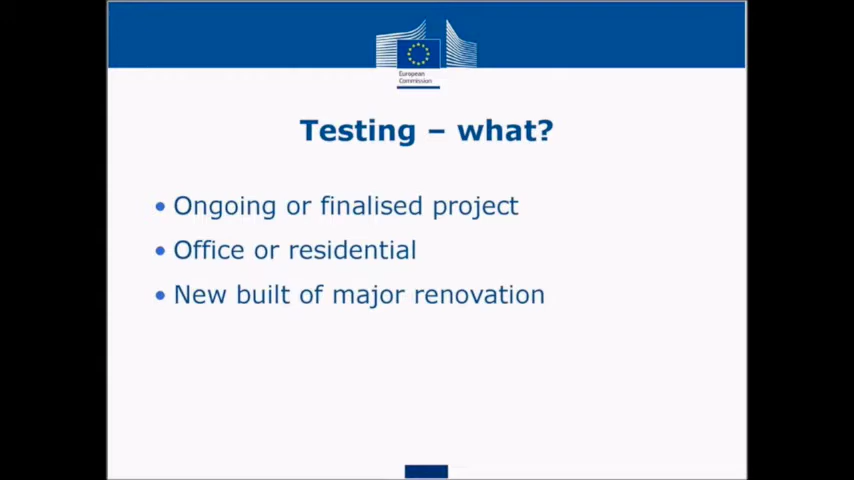 European
Commission
Testing – what?
• Ongoing or finalised project
• Office or residential
• New built of major renovation